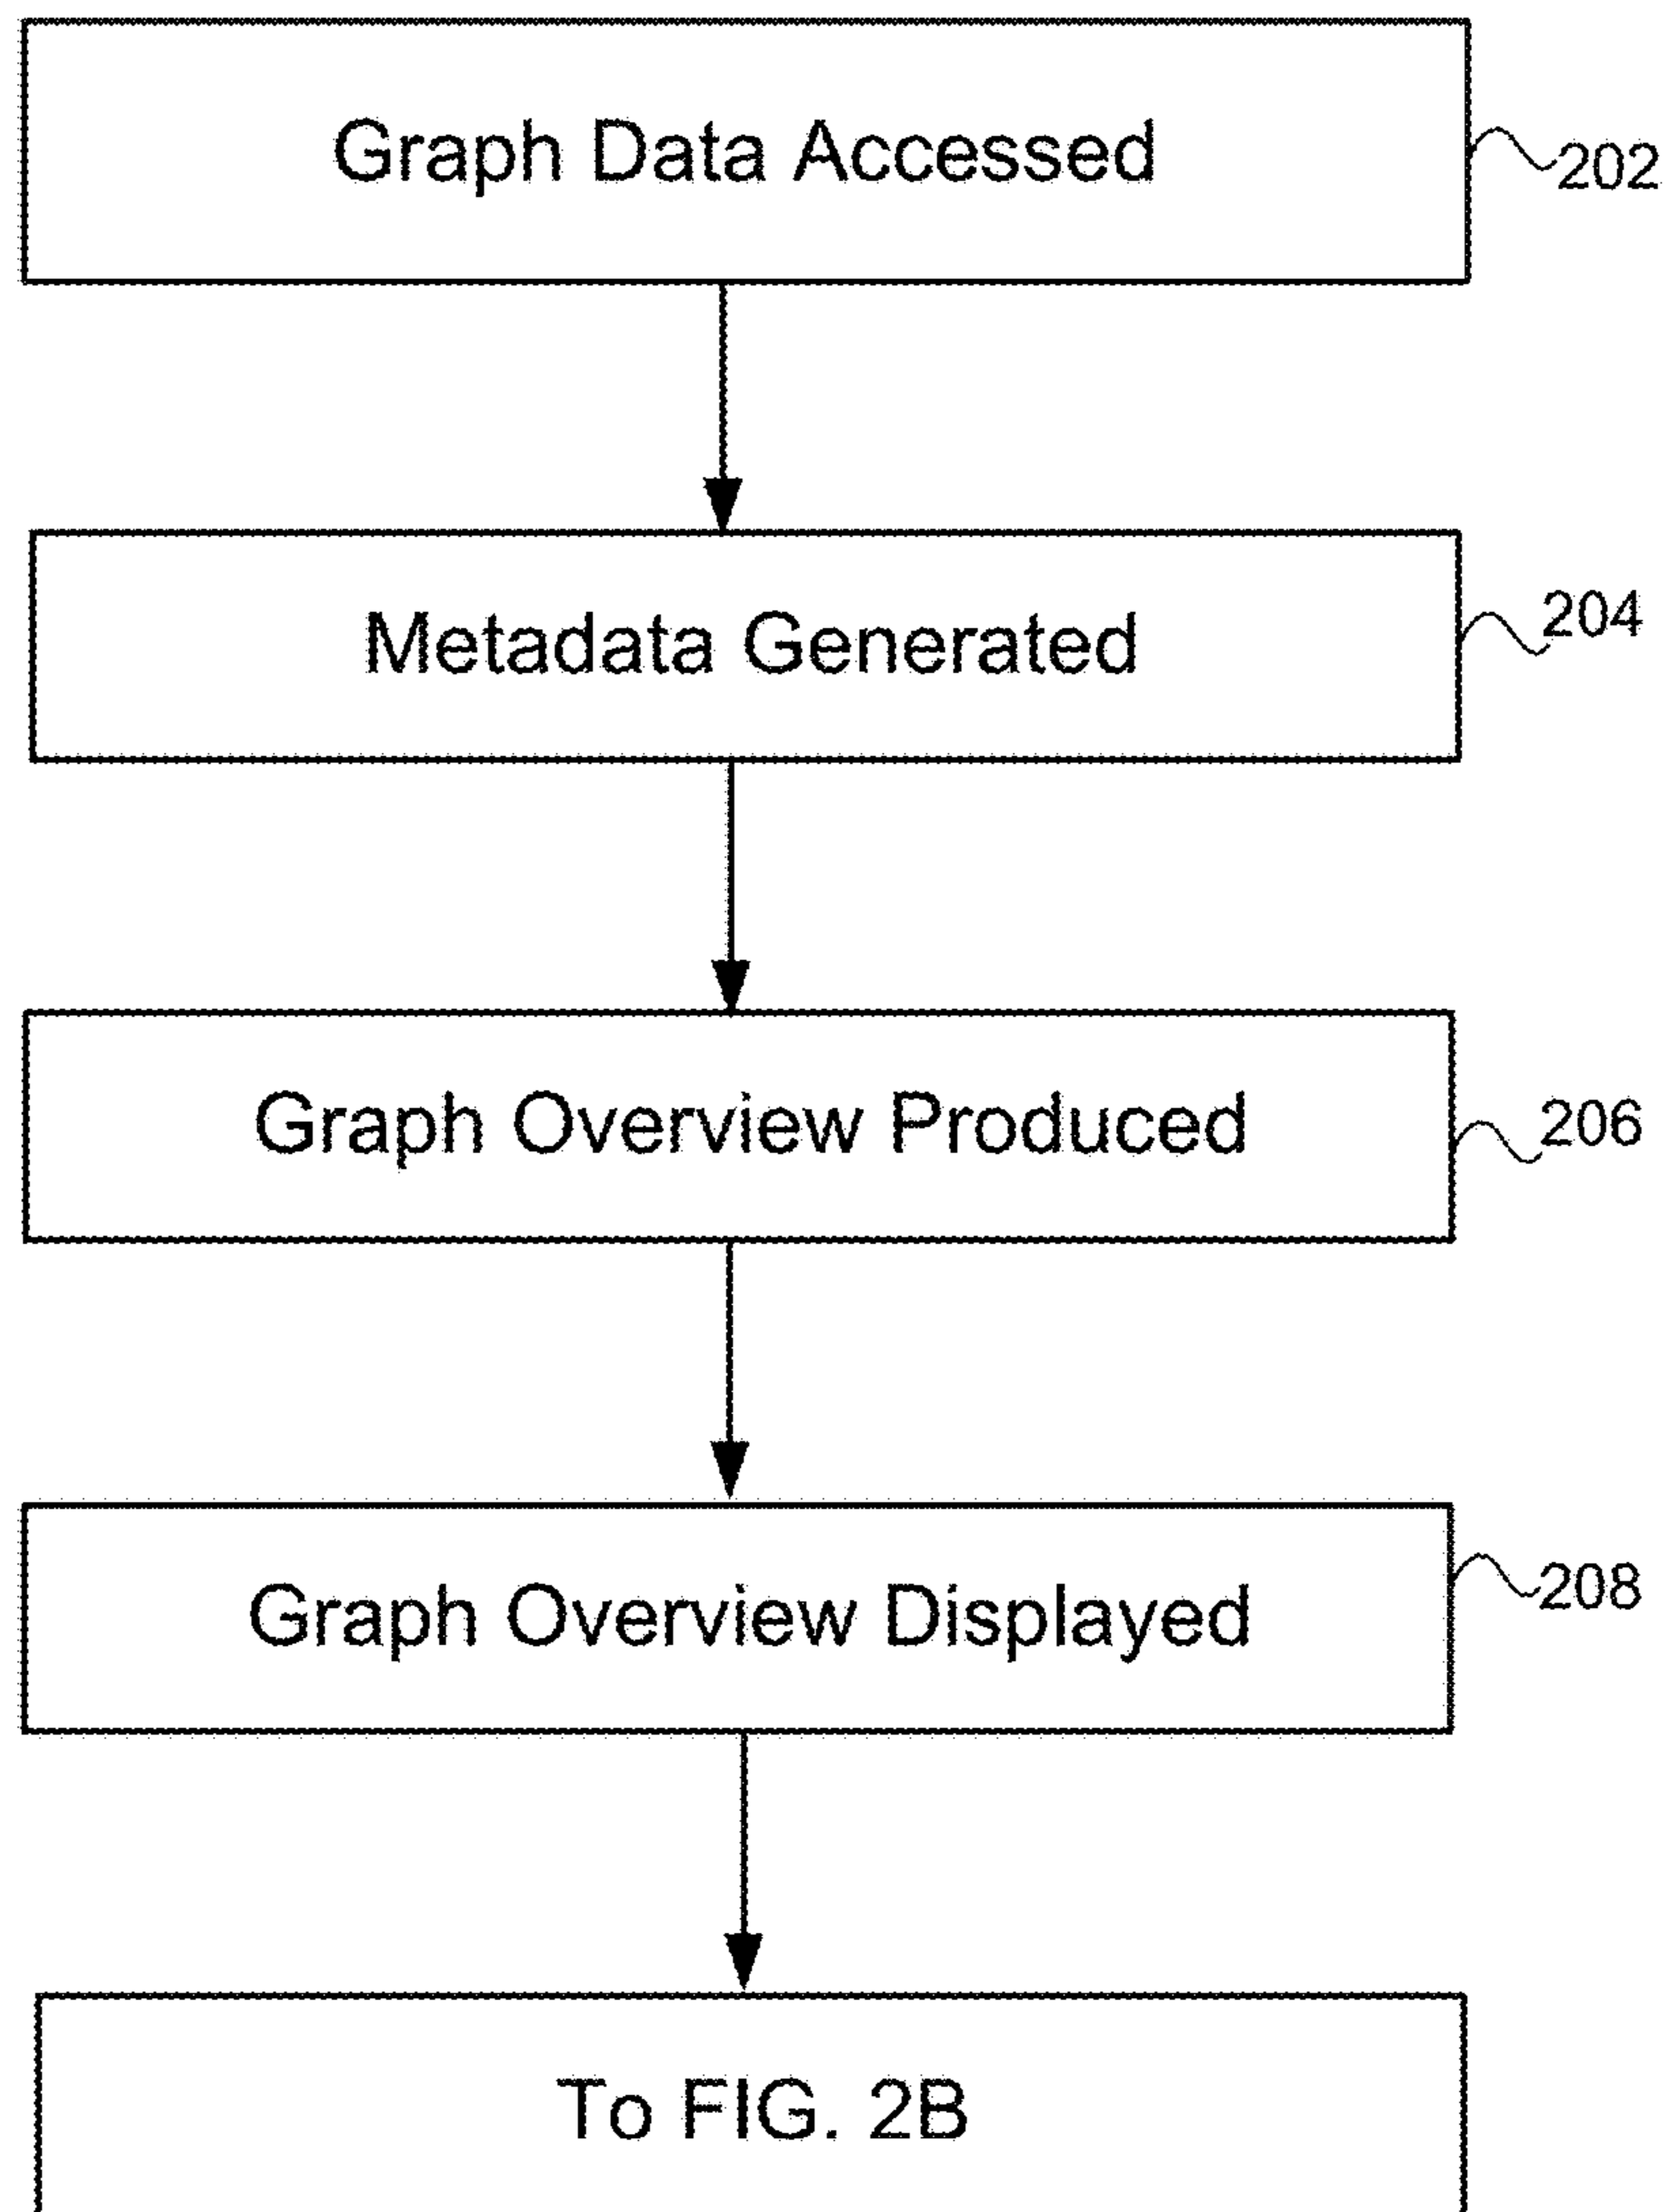 Graph Data Accessed
202
Metadata Generated
204
Graph Overview Produced
206
Graph Overview Displayed
208
To FIG. 2B